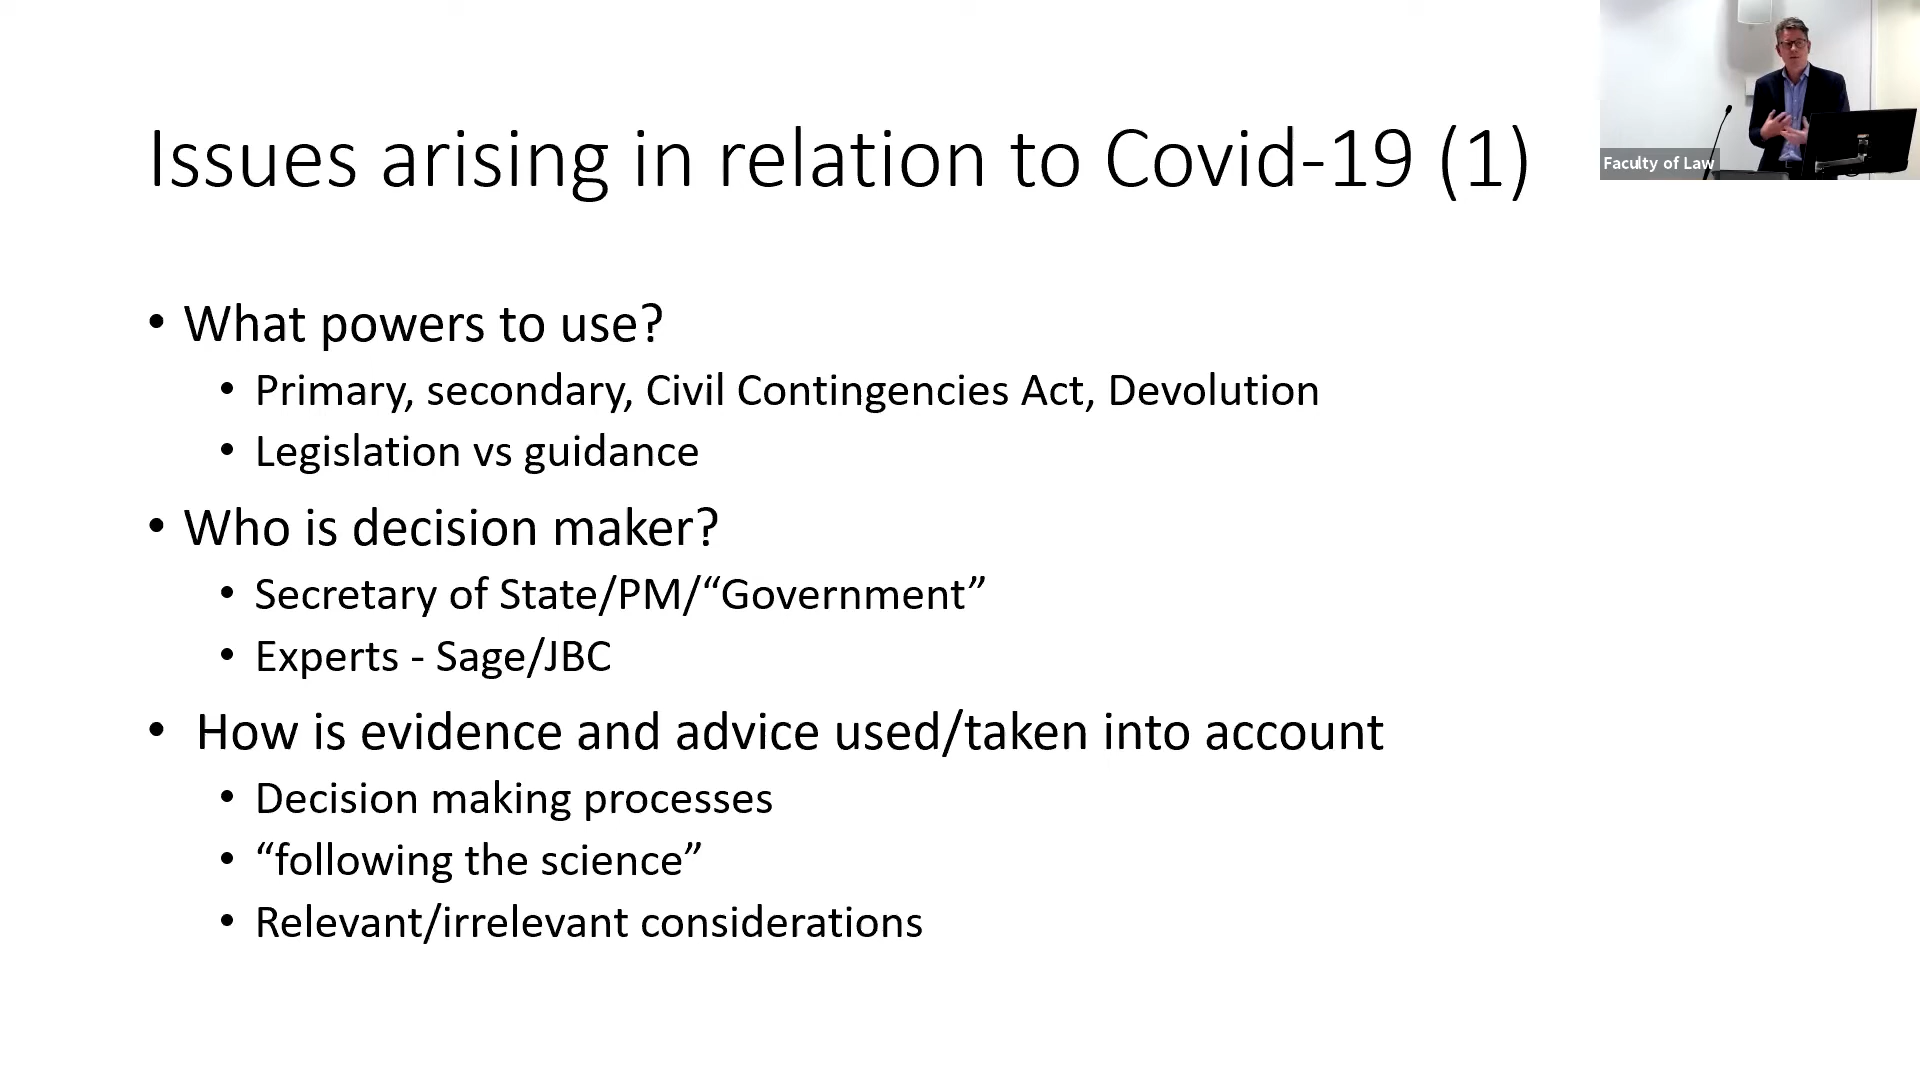 Issues arising in relation to Covid-19 (1)
Faculty of Law
• What powers to use?
• Primary, secondary, Civil Contingencies Act, Devolution
• Legislation vs guidance
• Who is decision maker?
• Secretary of State/PM/“Government”
• Experts - Sage/JBC
• How is evidence and advice used/taken into account
• Decision making processes
• “following the science”
• Relevant/irrelevant considerations